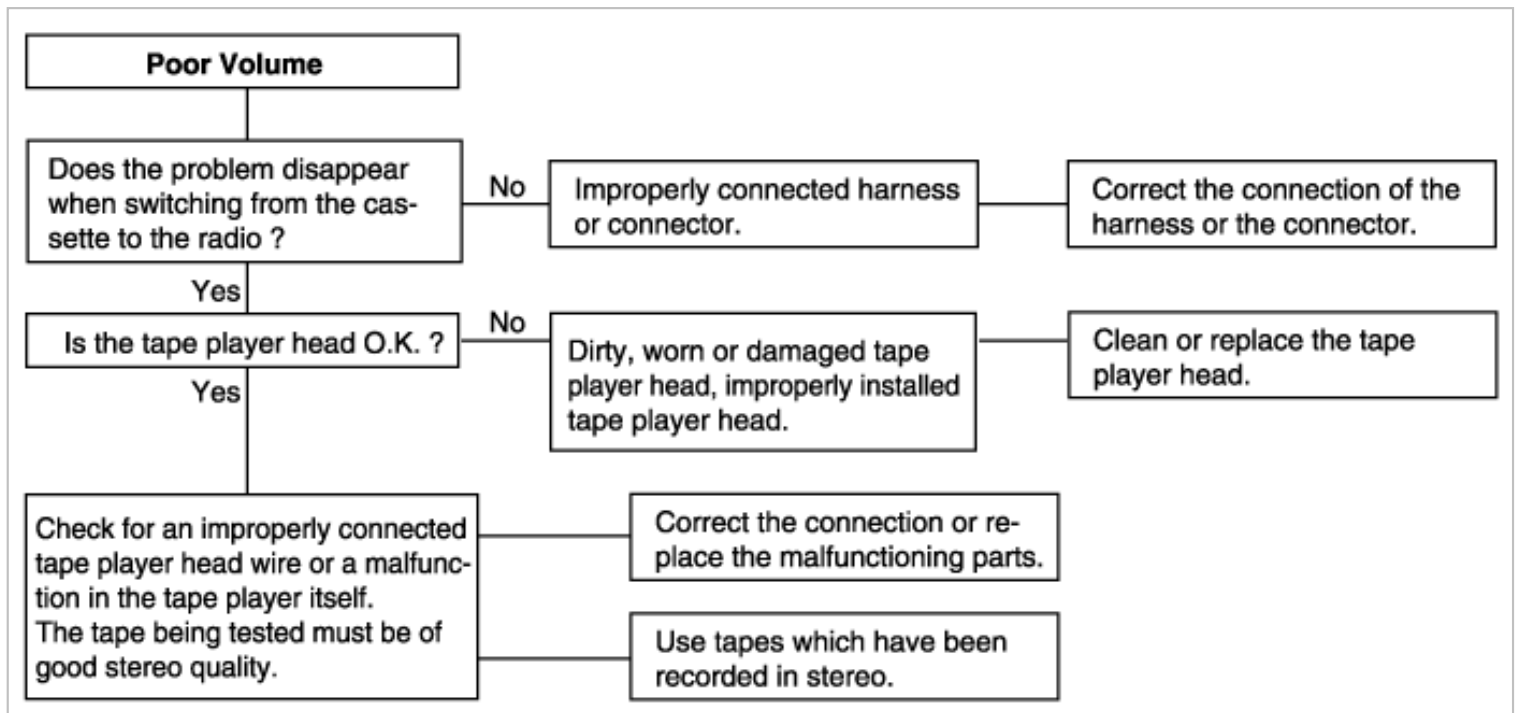 Poor Volume
Does the problem disappear
when switching from the cas-
sette to the radio ?
No
Improperly connected harness
or connector.
Correct the connection of the
harness or the connector.
Yes
Is the tape player head O.K. ?
No
Dirty, worn or damaged tape
player head, improperly installed
tape player head.
Clean or replace the tape
player head.
Yes
Check for an improperly connected
tape player head wire or a malfunc-
tion in the tape player itself.
The tape being tested must be of
good stereo quality.
Correct the connection or re-
place the malfunctioning parts.
Use tapes which have been
recorded in stereo.